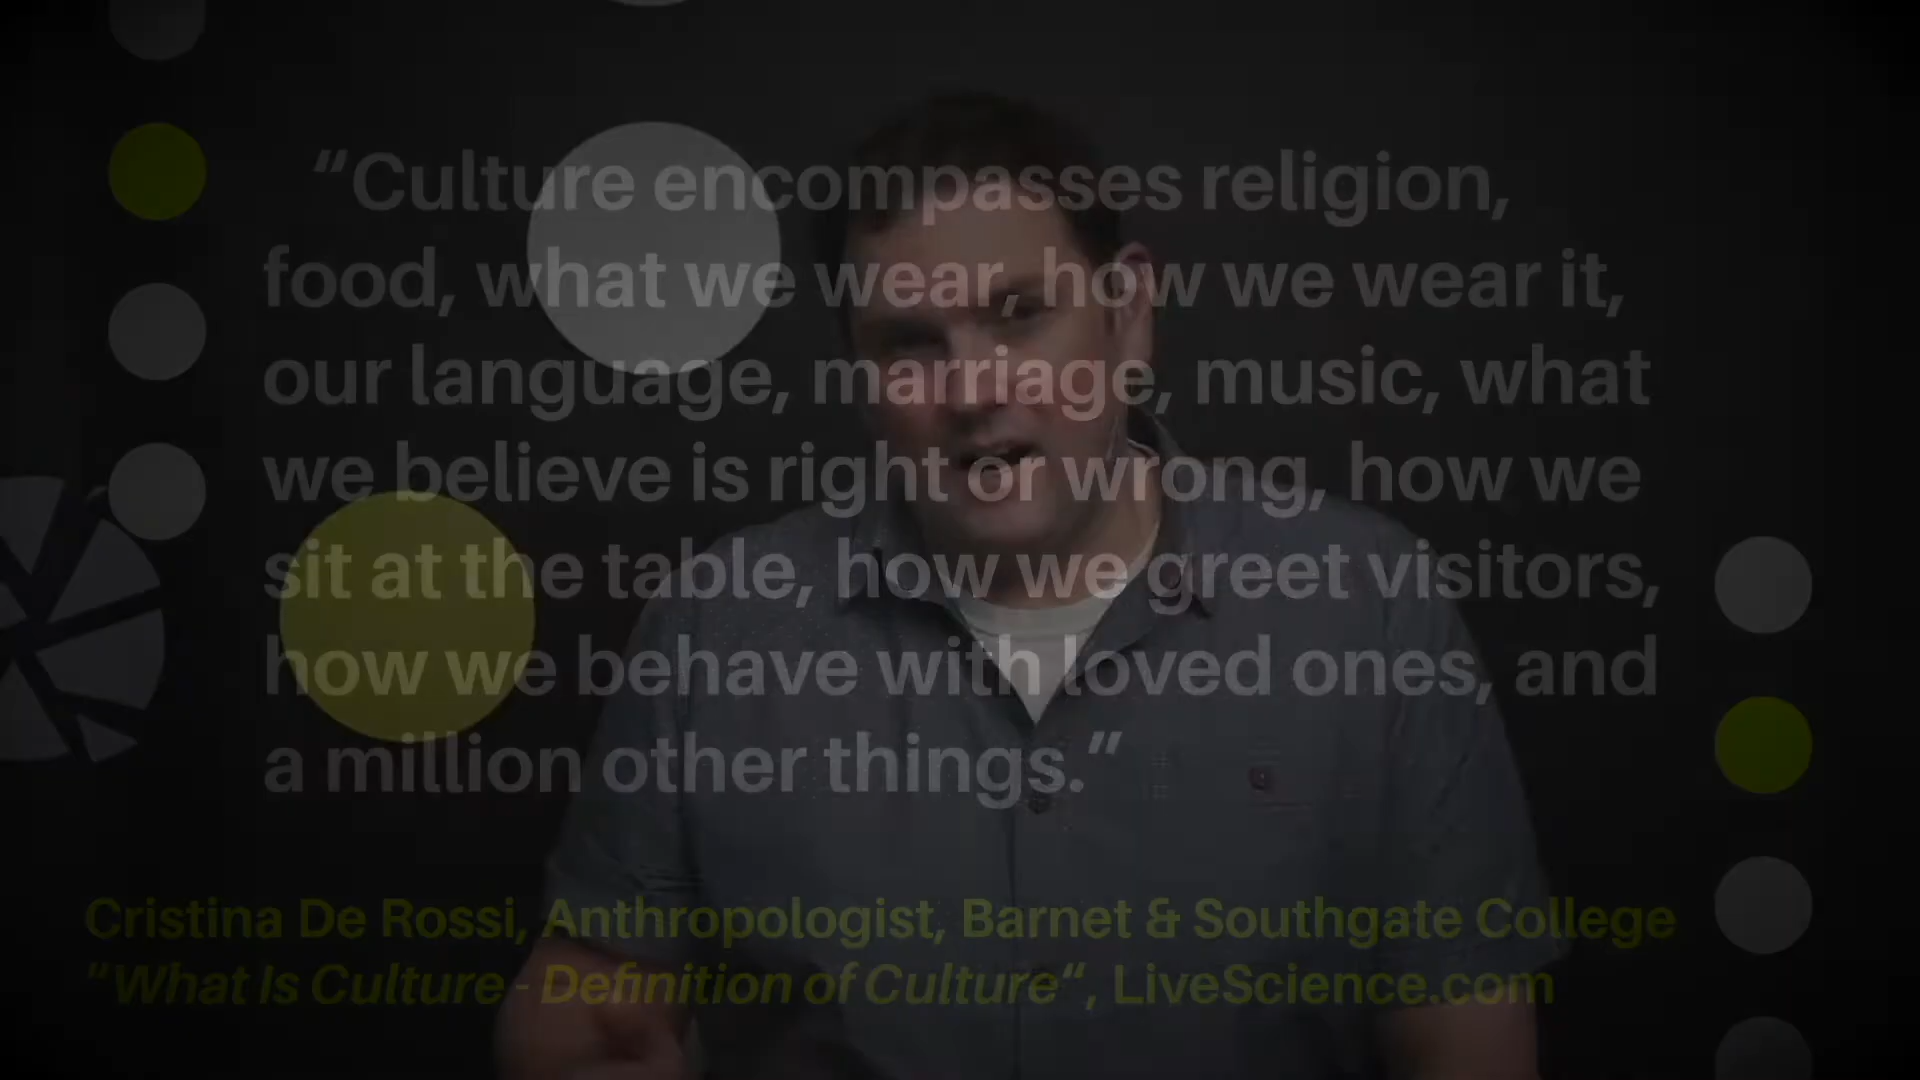 “Culture encompasses religion,
food, what we wear, how we wear it,
our language, marriage, music, what
we believe is right or wrong, how we
sit at the table, how we greet visitors,
how we behave with loved ones, and
a million other things.”
Cristina De Rossi, Anthropologist, Barnet & Southgate College
“What Is Culture - Definition of Culture“, LiveScience.com